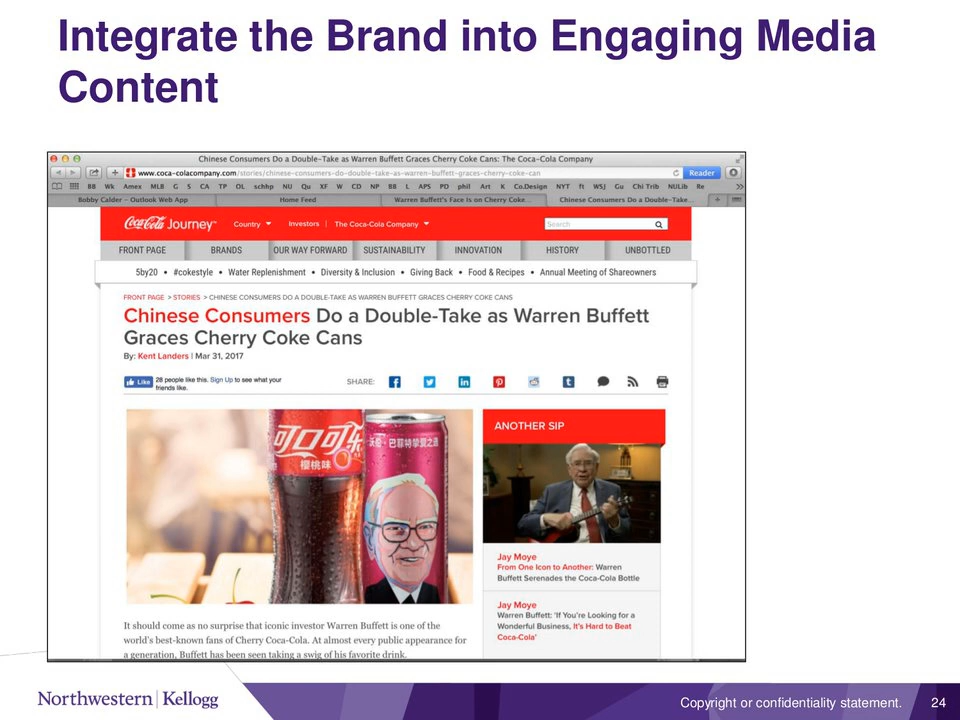 Integrate the Brand into Engaging Media
Content
Chinese Consumers Do a Double-Take as Warren Buffett Graces Cherry Coke Cans: The Coca-Cola Company
www.coca-colacompany.com/stories/chinese-consumers-do-double-take-as-warren-buffett-graces-cherry-coke-can
Reader
BB Wk Amex MLB G S CA TP OL schhp NU Qu XF W CD NP BB L APS PD phil Art K Co.Design NYT ft WSJ Gu Chi Trib NULib Re
Bobby Calder – Outlook Web App
Home Feed
Warren Buffett's Face Is on Cherry Coke...
Chinese Consumers Do a Double-Take...
Coca-Cola Journey
Country
Investors
The Coca-Cola Company
Search
FRONT PAGE BRANDS OUR WAY FORWARD SUSTAINABILITY INNOVATION HISTORY UNBOTTLED
5by20 • #cokestyle • Water Replenishment • Diversity & Inclusion • Giving Back • Food & Recipes • Annual Meeting of Shareowners
FRONT PAGE > STORIES > CHINESE CONSUMERS DO A DOUBLE-TAKE AS WARREN BUFFETT GRACES CHERRY COKE CANS
Chinese Consumers Do a Double-Take as Warren Buffett
Graces Cherry Coke Cans
By: Kent Landers | Mar 31, 2017
Like
28 people like this. Sign Up to see what your
friends like.
SHARE:
可口可乐
樱桃味
沃伦·巴菲特挚爱之选
ANOTHER SIP
Jay Moye
From One Icon to Another: Warren
Buffett Serenades the Coca-Cola Bottle
Jay Moye
Warren Buffett: 'If You're Looking for a
Wonderful Business, It's Hard to Beat
Coca-Cola'
It should come as no surprise that iconic investor Warren Buffett is one of the
world's best-known fans of Cherry Coca-Cola. At almost every public appearance for
a generation, Buffett has been seen taking a swig of his favorite drink.
Northwestern | Kellogg
Copyright or confidentiality statement.
24